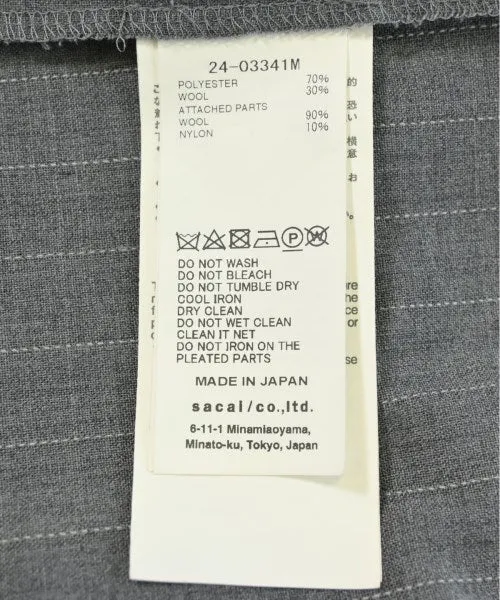 24-03341M
POLYESTER 70%
WOOL 30%
ATTACHED PARTS
WOOL 90%
NYLON 10%
DO NOT WASH
DO NOT BLEACH
DO NOT TUMBLE DRY
COOL IRON
DRY CLEAN
DO NOT WET CLEAN
CLEAN IT NET
DO NOT IRON ON THE
PLEATED PARTS
MADE IN JAPAN
sacai/co.,ltd.
6-11-1 Minamiaoyama,
Minato-ku, Tokyo, Japan